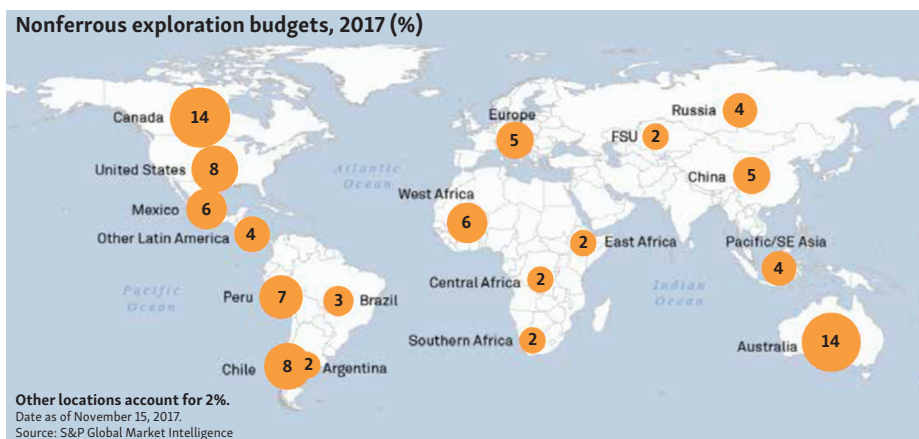 Nonferrous exploration budgets, 2017 (%)
Canada 14
Russia 4
Europe
5
FSU 2
United States 8
Atlantic
Ocean
China 5
West Africa
6
Mexico 6
Other Latin America 4
2 East Africa
Pacific/SE Asia
4
Central Africa 2
Pacific
Ocean
Peru 7
3 Brazil
Indian
Ocean
Southern Africa 2
Australia 14
Chile 8 2 Argentina
Other locations account for 2%.
Date as of November 15, 2017.
Source: S&P Global Market Intelligence